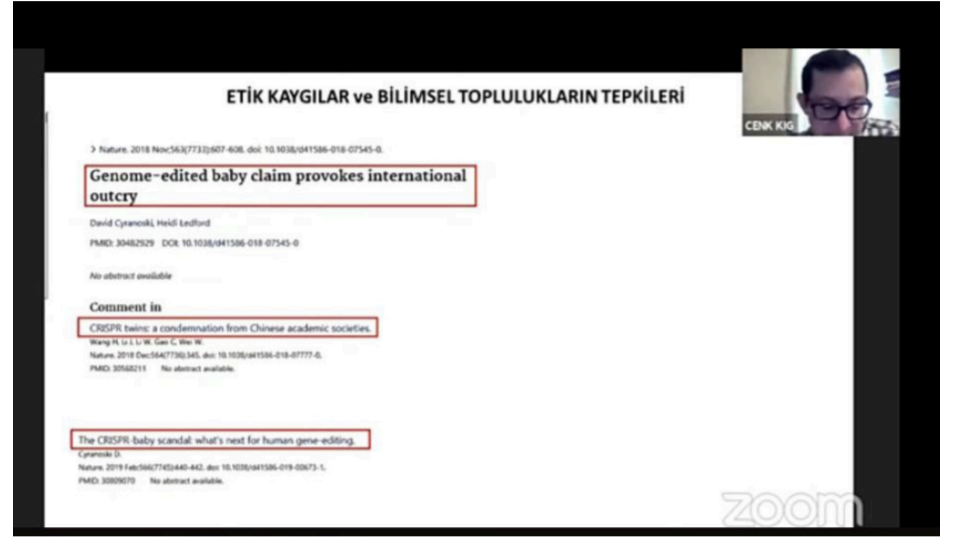 ETİK KAYGILAR ve BİLİMSEL TOPLULUKLARIN TEPKİLERİ
CENK KIG
> Nature. 2018 Nov;563(7733):607-608. doi: 10.1038/d41586-018-07545-0.
Genome-edited baby claim provokes international
outcry
David Cyranoski, Heidi Ledford
PMID: 30482929 DOI: 10.1038/d41586-018-07545-0
No abstract available
Comment in
CRISPR twins: a condemnation from Chinese academic societies.
Wang H, Li J, Li W, Gao C, Wei W.
Nature. 2018 Dec;564(7736):345. doi: 10.1038/d41586-018-07777-0.
PMID: 30568211 No abstract available.
The CRISPR-baby scandal: what's next for human gene-editing.
Cyranoski D.
Nature. 2019 Feb;566(7745):440-442. doi: 10.1038/d41586-019-00673-1.
PMID: 30809070 No abstract available.
zoom